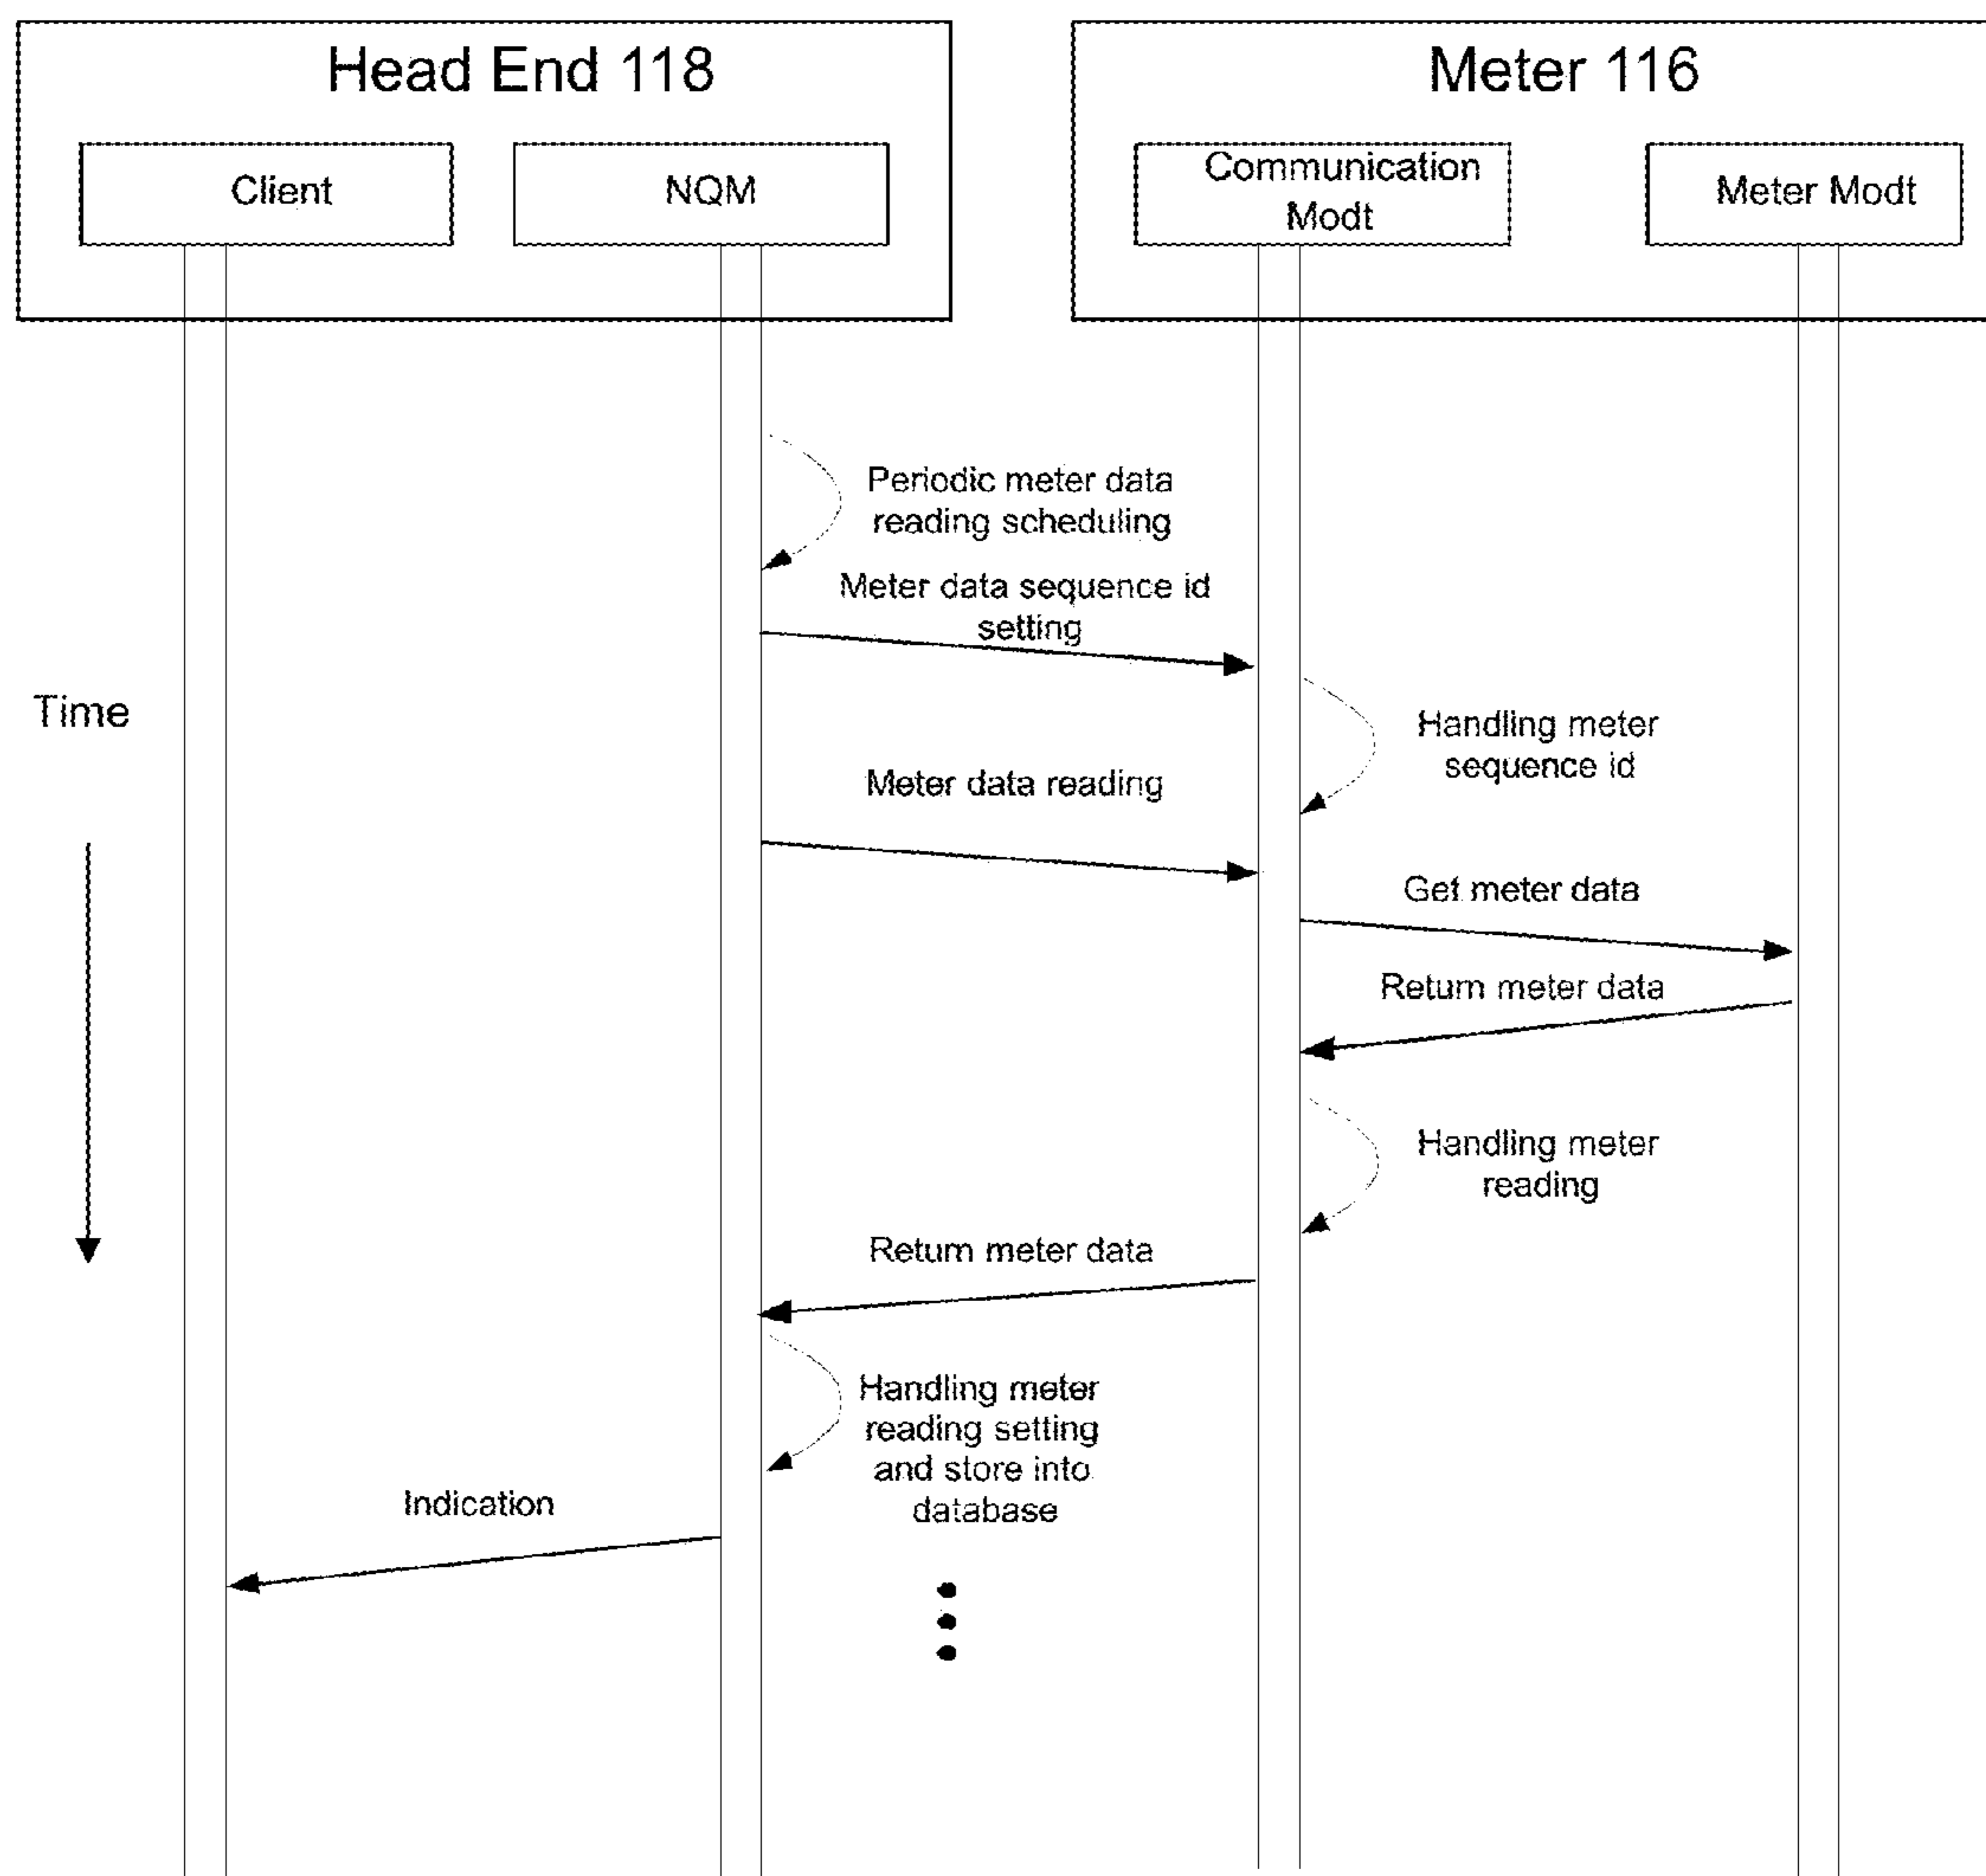 Head End 118
Meter 116
Client
NQM
Communication
Modt
Meter Modt
Periodic meter data
reading scheduling
Meter data sequence id
setting
Time
Handling meter
sequence id
Meter data reading
Get meter data
Return meter data
Handling meter
reading
Return meter data
Handling meter
reading setting
and store into
database
Indication